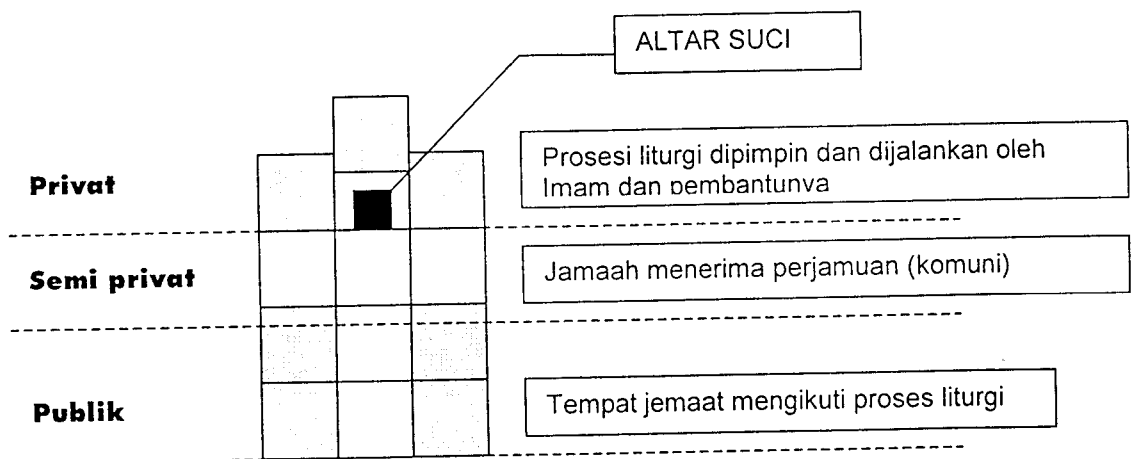 ALTAR SUCI
Privat
Prosesi liturgi dipimpin dan dijalankan oleh
Imam dan pembantunya
Semi privat
Jamaah menerima perjamuan (komuni)
Publik
Tempat jemaat mengikuti proses liturgi